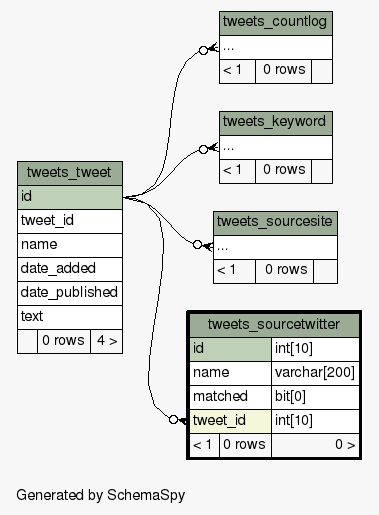 tweets_countlog
...
< 1 0 rows
tweets_keyword
...
< 1 0 rows
tweets_tweet
id
tweet_id
name
date_added
date_published
text
0 rows 4 >
tweets_sourcesite
...
< 1 0 rows
tweets_sourcetwitter
id int[10]
name varchar[200]
matched bit[0]
tweet_id int[10]
< 1 0 rows 0 >
Generated by SchemaSpy